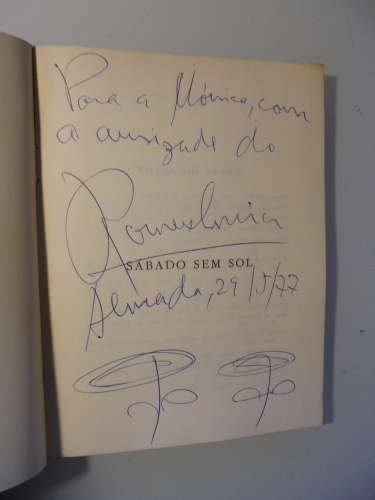 Para a Mónica, com
a amizade do
Romeu Correia
SÁBADO SEM SOL
Almada, 29/5/77